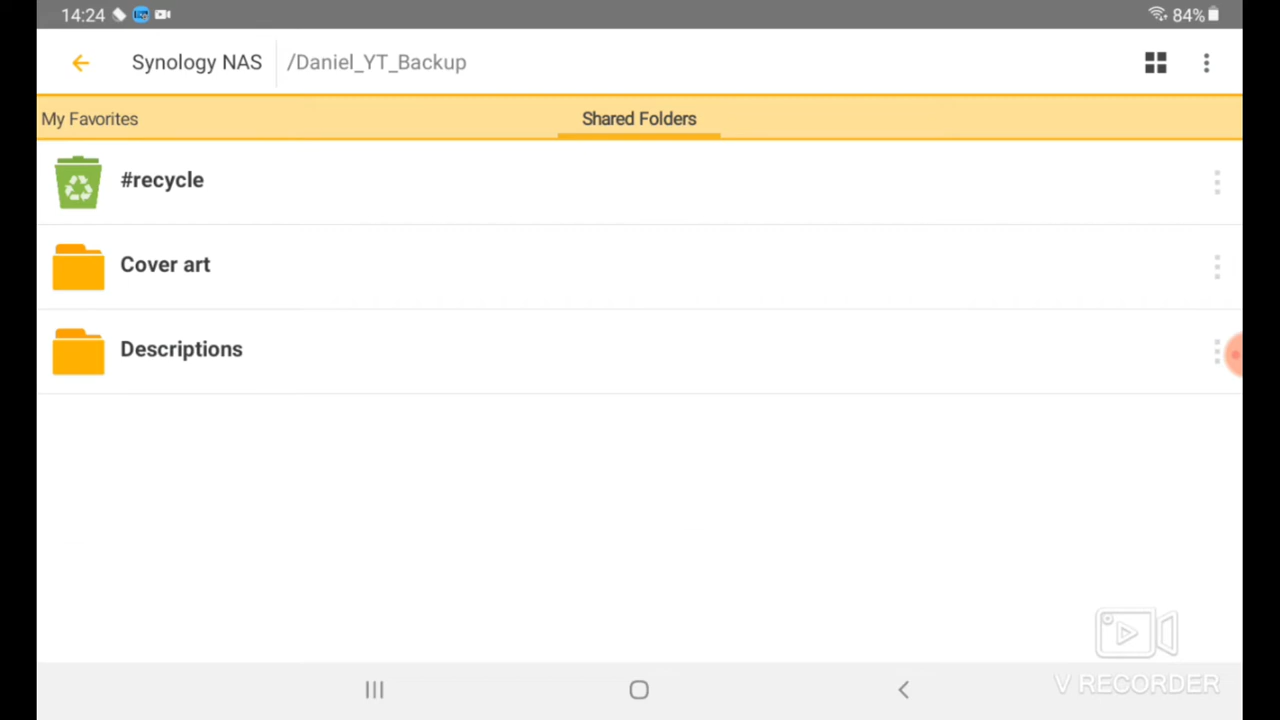 14:24
84%
Synology NAS
/Daniel_YT_Backup
My Favorites
Shared Folders
#recycle
Cover art
Descriptions
V RECORDER